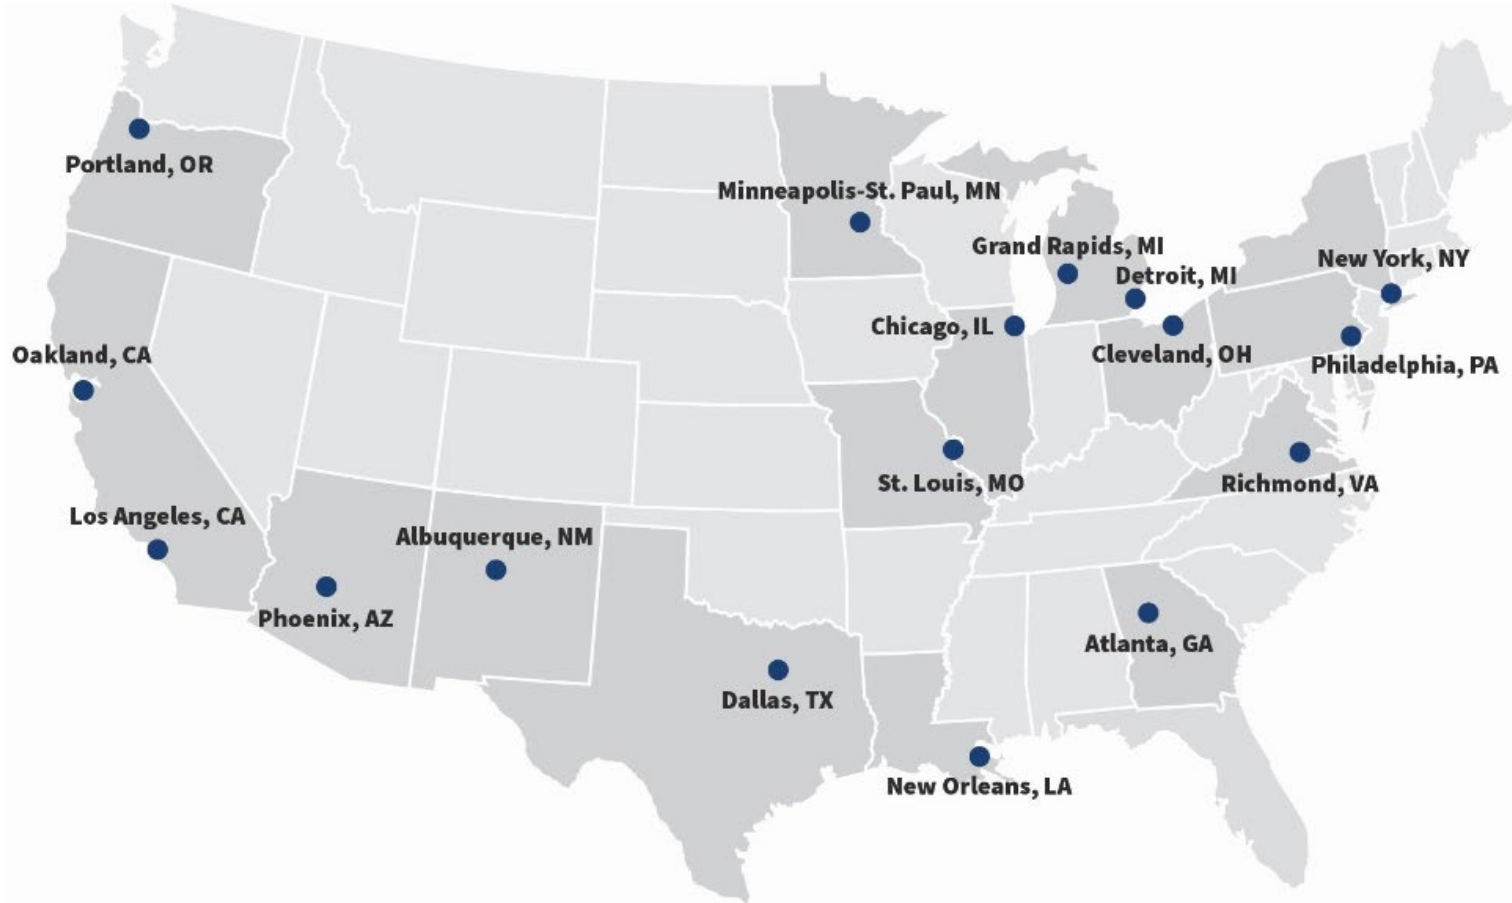 Portland, OR
Minneapolis-St. Paul, MN
Grand Rapids, MI
New York, NY
Detroit, MI
Chicago, IL
Oakland, CA
Cleveland, OH
Philadelphia, PA
St. Louis, MO
Richmond, VA
Los Angeles, CA
Albuquerque, NM
Phoenix, AZ
Atlanta, GA
Dallas, TX
New Orleans, LA